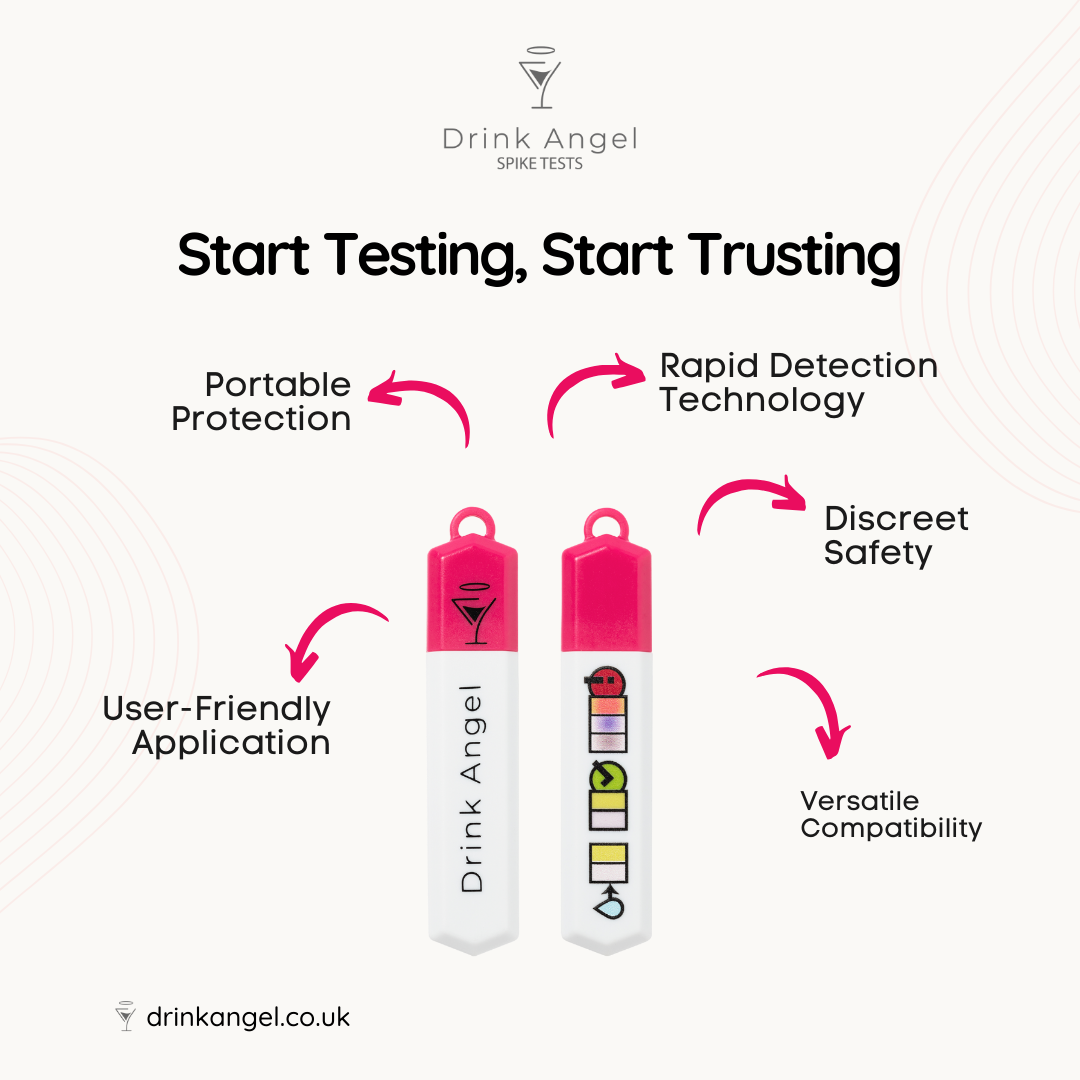 Drink Angel
SPIKE TESTS
Start Testing, Start Trusting
Portable
Protection
Rapid Detection
Technology
Discreet
Safety
User-Friendly
Application
Versatile
Compatibility
Drink Angel
drinkangel.co.uk